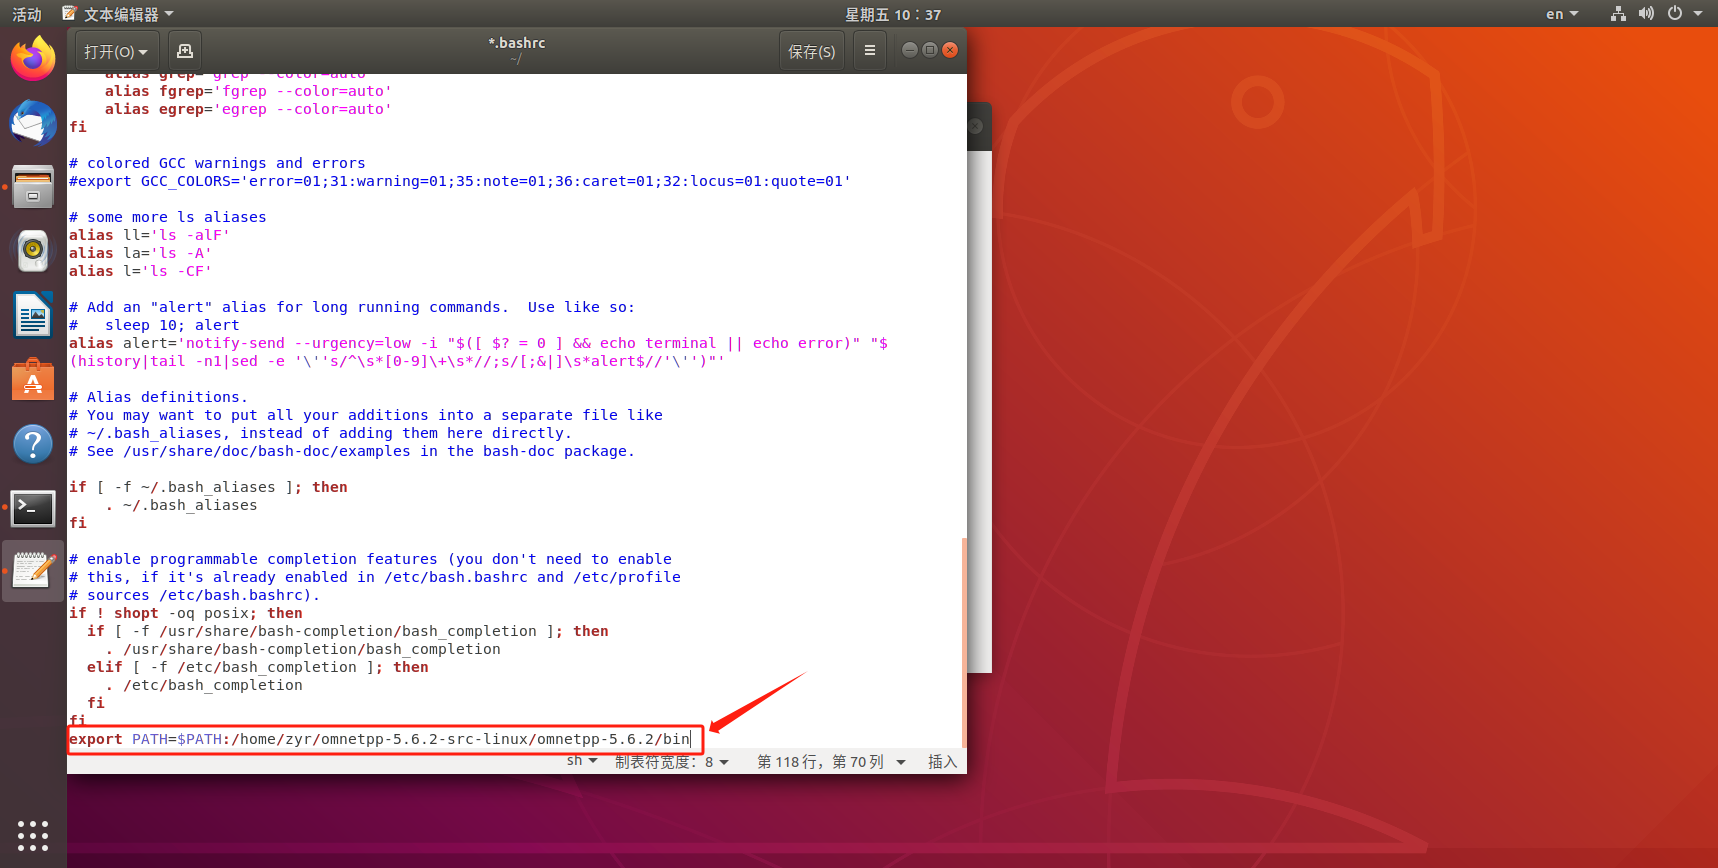 活动 文本编辑器 星期五 10：37 en
打开(O) *.bashrc 保存(S)
~/
alias grep='grep --color=auto'
alias fgrep='fgrep --color=auto'
alias egrep='egrep --color=auto'
fi
# colored GCC warnings and errors
#export GCC_COLORS='error=01;31:warning=01;35:note=01;36:caret=01;32:locus=01:quote=01'
# some more ls aliases
alias ll='ls -alF'
alias la='ls -A'
alias l='ls -CF'
# Add an "alert" alias for long running commands.  Use like so:
#   sleep 10; alert
alias alert='notify-send --urgency=low -i "$([ $? = 0 ] && echo terminal || echo error)" "$
(history|tail -n1|sed -e '\''s/^\s*[0-9]\+\s*//;s/[;&|]\s*alert$//'\'')"'
# Alias definitions.
# You may want to put all your additions into a separate file like
# ~/.bash_aliases, instead of adding them here directly.
# See /usr/share/doc/bash-doc/examples in the bash-doc package.
if [ -f ~/.bash_aliases ]; then
. ~/.bash_aliases
fi
# enable programmable completion features (you don't need to enable
# this, if it's already enabled in /etc/bash.bashrc and /etc/profile
# sources /etc/bash.bashrc).
if ! shopt -oq posix; then
if [ -f /usr/share/bash-completion/bash_completion ]; then
. /usr/share/bash-completion/bash_completion
elif [ -f /etc/bash_completion ]; then
. /etc/bash_completion
fi
fi
export PATH=$PATH:/home/zyr/omnetpp-5.6.2-src-linux/omnetpp-5.6.2/bin
sh 制表符宽度：8 第 118 行，第 70 列 插入